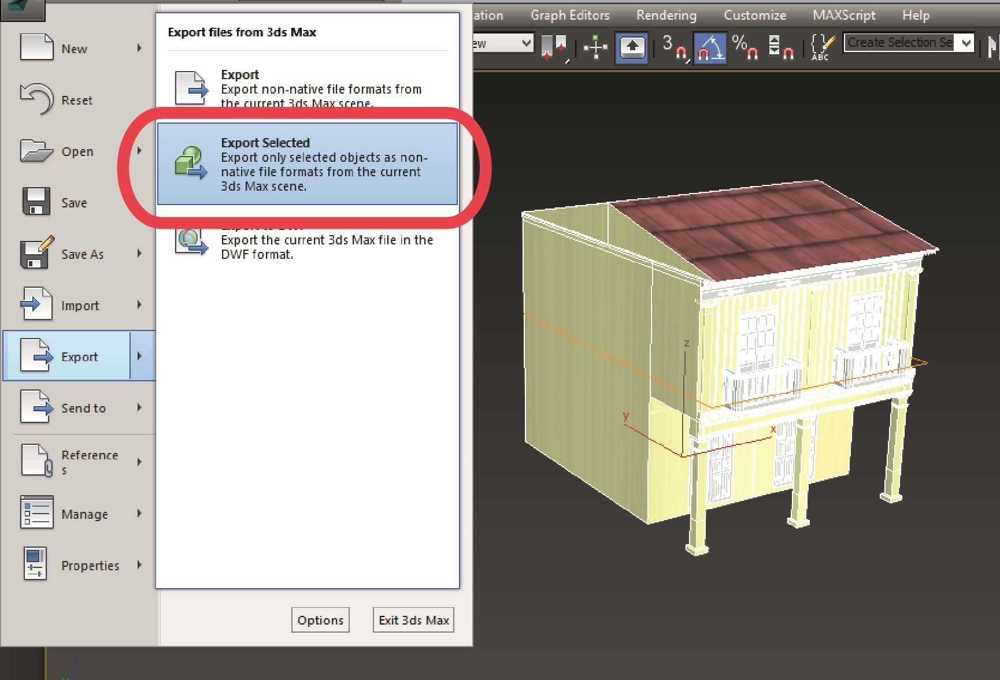 ation Graph Editors Rendering Customize MAXScript Help
ew
3
%
ABC
Create Selection Se
New
Reset
Open
Save
Save As
Import
Export
Send to
Reference
s
Manage
Properties
Export files from 3ds Max
Export
Export non-native file formats from
the current 3ds Max scene.
Export Selected
Export only selected objects as non-
native file formats from the current
3ds Max scene.
Export the current 3ds Max file in the
DWF format.
Options
Exit 3ds Max
z
y
x
z